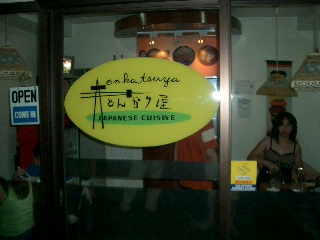 Tonkatsuya
とんかつ屋
JAPANESE CUISINE
OPEN
COME IN